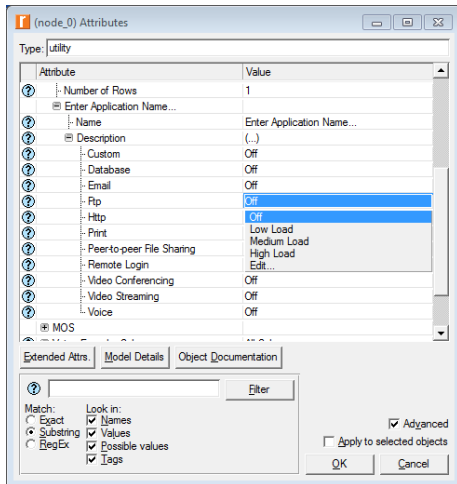 (node_0) Attributes
Type: utility
Attribute Value
Number of Rows 1
Enter Application Name...
Name Enter Application Name...
Description (...)
Custom Off
Database Off
Email Off
Ftp Off
Http Off
Print Low Load
Peer-to-peer File Sharing Medium Load
High Load
Remote Login Edit...
Video Conferencing Off
Video Streaming Off
Voice Off
MOS
Extended Attrs. Model Details Object Documentation
Filter
Match: Look in:
Exact Names
Substring Values
RegEx Possible values
Tags
Advanced
Apply to selected objects
OK Cancel